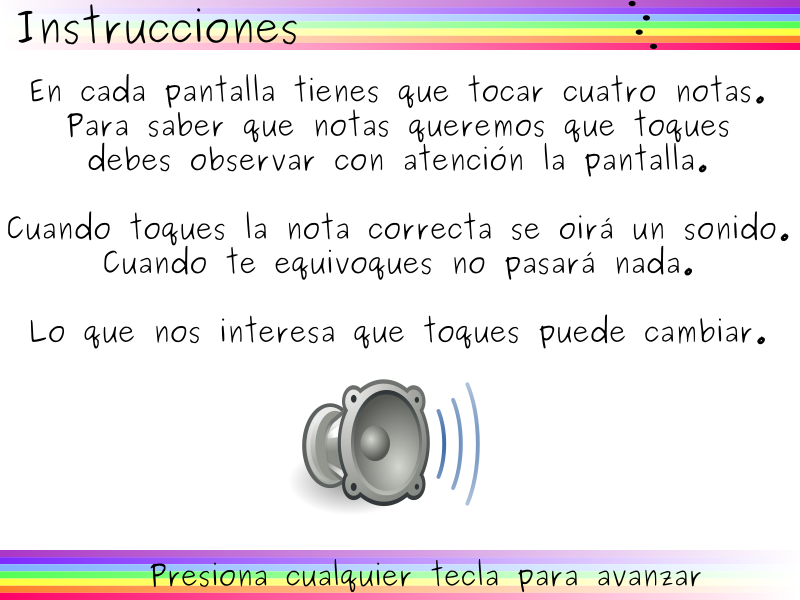 Instrucciones
En cada pantalla tienes que tocar cuatro notas.
Para saber que notas queremos que toques
debes observar con atención la pantalla.
Cuando toques la nota correcta se oirá un sonido.
Cuando te equivoques no pasará nada.
Lo que nos interesa que toques puede cambiar.
Presiona cualquier tecla para avanzar